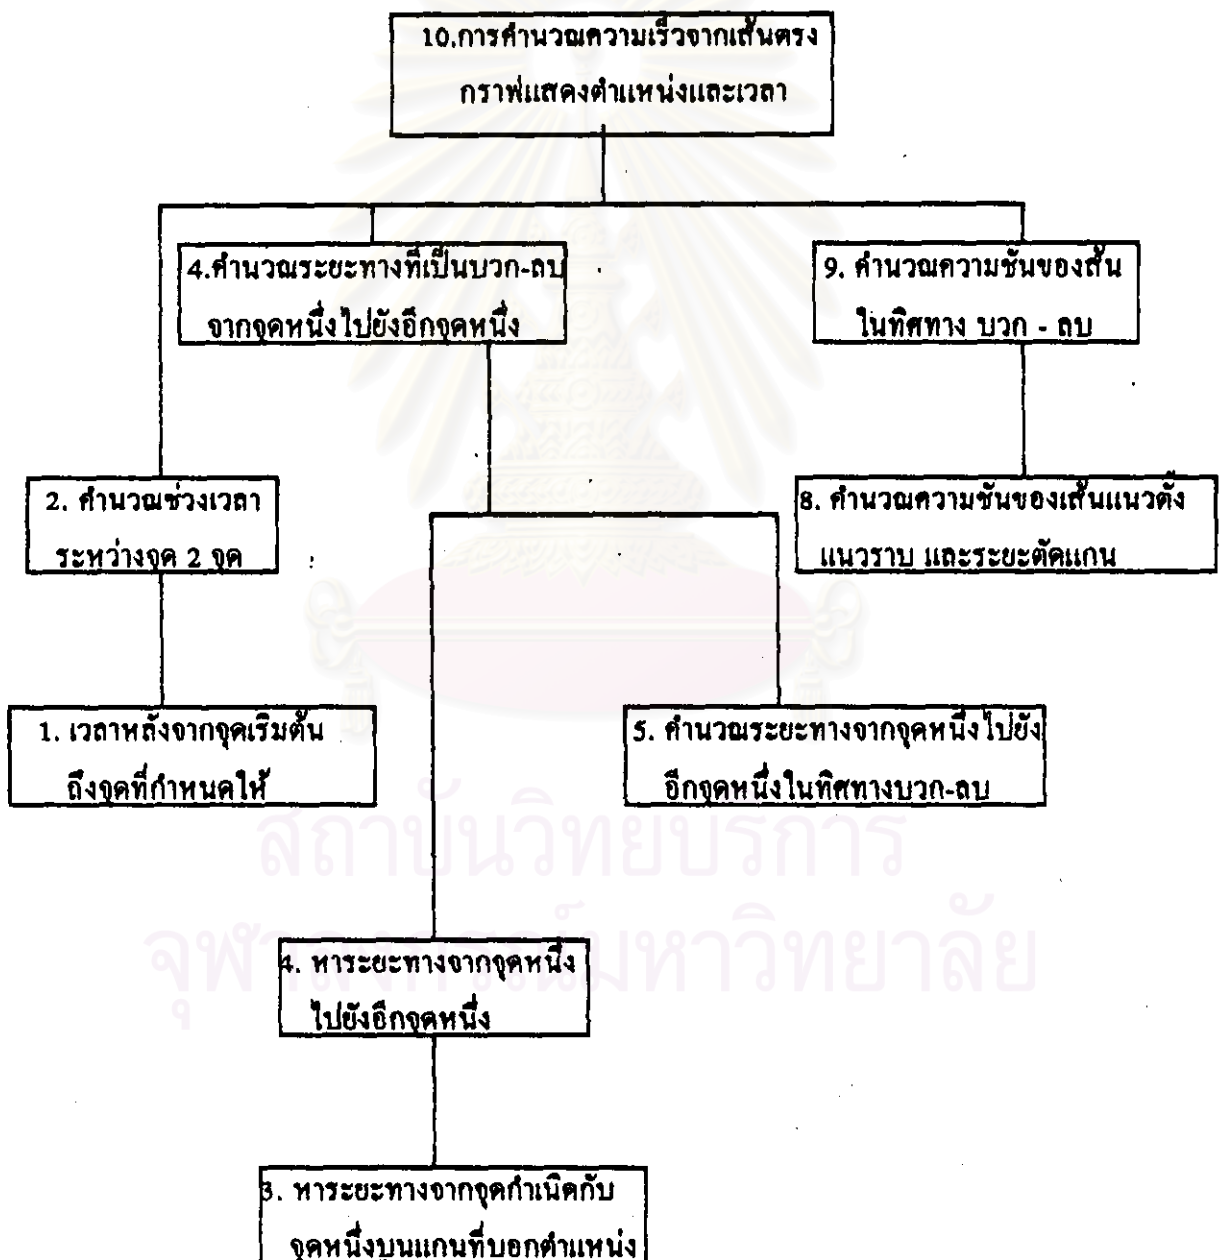 10.การคำนวณความเร็วจากเส้นตรง
กราฟแสดงตำแหน่งและเวลา
4.คำนวณระยะทางที่เป็นบวก-ลบ
จากจุดหนึ่งไปยังอีกจุดหนึ่ง
9. คำนวณความชันของส้น
ในทิศทาง บวก - ลบ
2. คำนวณช่วงเวลา
ระหว่างจุด 2 จุด
8. คำนวณความชันของเส้นแนวตั้ง
แนวราบ และระยะตัดแกน
1. เวลาหลังจากจุดเริ่มต้น
ถึงจุดที่กำหนดให้
5. คำนวณระยะทางจากจุดหนึ่งไปยัง
อีกจุดหนึ่งในทิศทางบวก-ลบ
สถาบันวิทยบริการ
จุฬาลงกรณ์มหาวิทยาลัย
4. หาระยะทางจากจุดหนึ่ง
ไปยังอีกจุดหนึ่ง
3. หาระยะทางจากจุดกำเนิดกับ
จุดหนึ่งบนแกนที่บอกตำแหน่ง